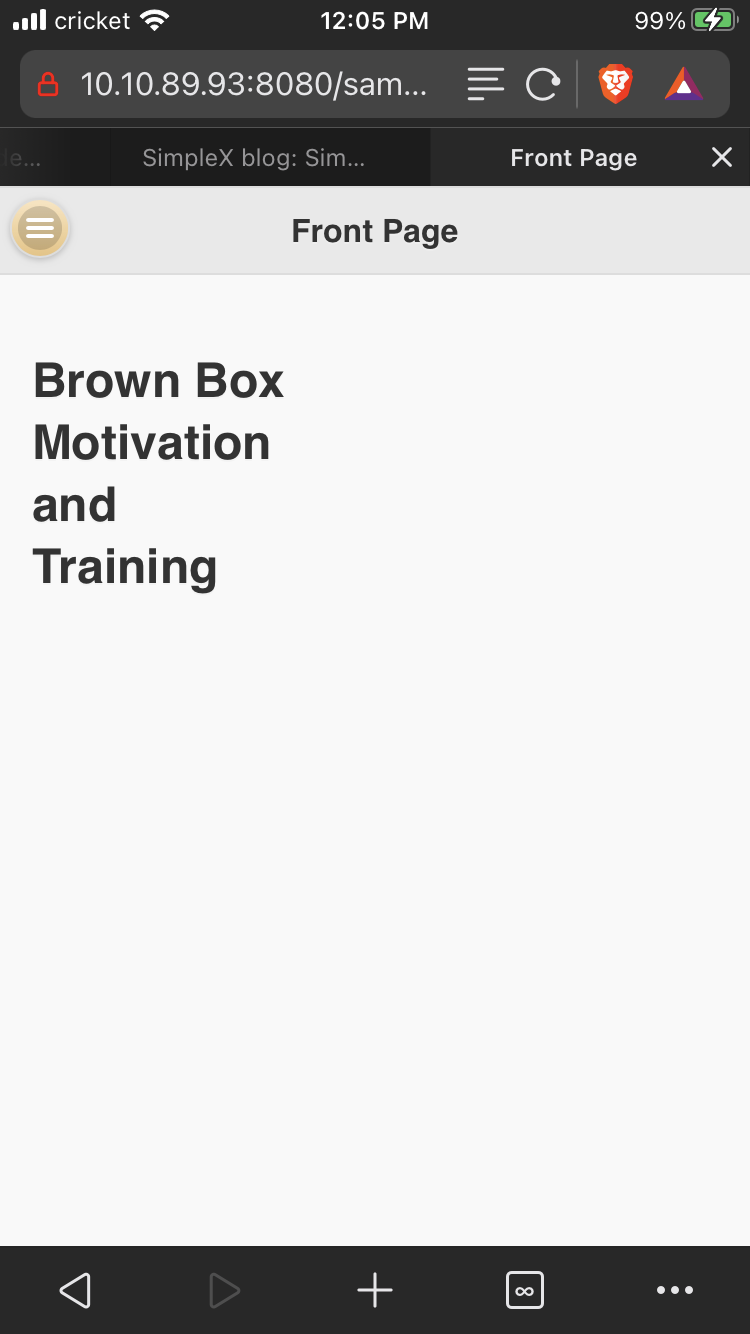 cricket 12:05 PM 99%
10.10.89.93:8080/sam...
le... SimpleX blog: Sim... Front Page
Front Page
Brown Box
Motivation
and
Training